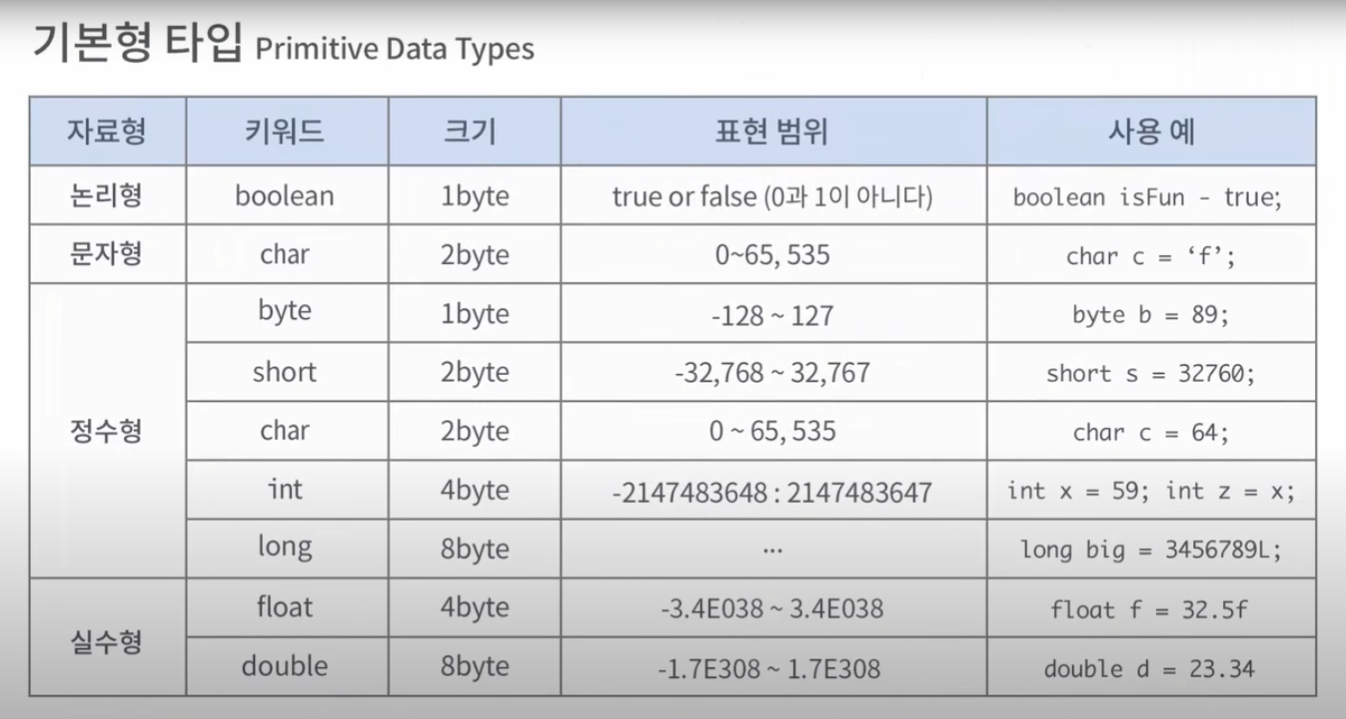 기본형 타입 Primitive Data Types
자료형 키워드 크기 표현 범위 사용 예
논리형 boolean 1byte true or false (0과 1이 아니다) boolean isFun - true;
문자형 char 2byte 0~65, 535 char c = ‘f’;
byte 1byte -128 ~ 127 byte b = 89;
short 2byte -32,768 ~ 32,767 short s = 32760;
정수형 char 2byte 0 ~ 65, 535 char c = 64;
int 4byte -2147483648 : 2147483647 int x = 59; int z = x;
long 8byte ... long big = 3456789L;
float 4byte -3.4E038 ~ 3.4E038 float f = 32.5f
실수형
double 8byte -1.7E308 ~ 1.7E308 double d = 23.34